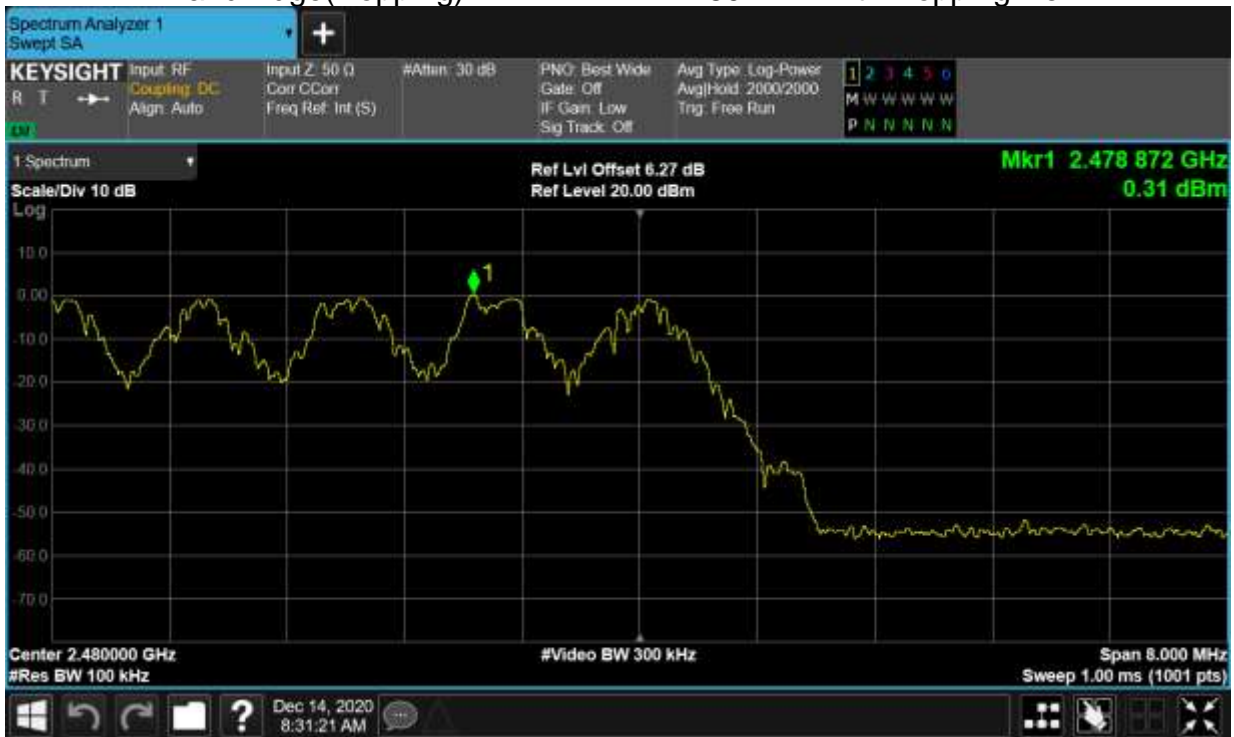 Spectrum Analyzer 1
Swept SA
KEYSIGHT Input: RF Input Z: 50 Ω #Atten: 30 dB PNO: Best Wide Avg Type: Log-Power 1 2 3 4 5 6
R T Coupling: DC Corr CCorr Gate: Off Avg|Hold: 2000/2000 M W W W W W
Align: Auto Freq Ref: Int (S) IF Gain: Low Trig: Free Run
Sig Track: Off P N N N N N
1 Spectrum Ref Lvl Offset 6.27 dB Mkr1 2.478 872 GHz
Scale/Div 10 dB Ref Level 20.00 dBm 0.31 dBm
Log
10.0
1
0.00
-10.0
-20.0
-30.0
-40.0
-50.0
-60.0
-70.0
Center 2.480000 GHz #Video BW 300 kHz Span 8.000 MHz
#Res BW 100 kHz Sweep 1.00 ms (1001 pts)
? Dec 14, 2020
8:31:21 AM